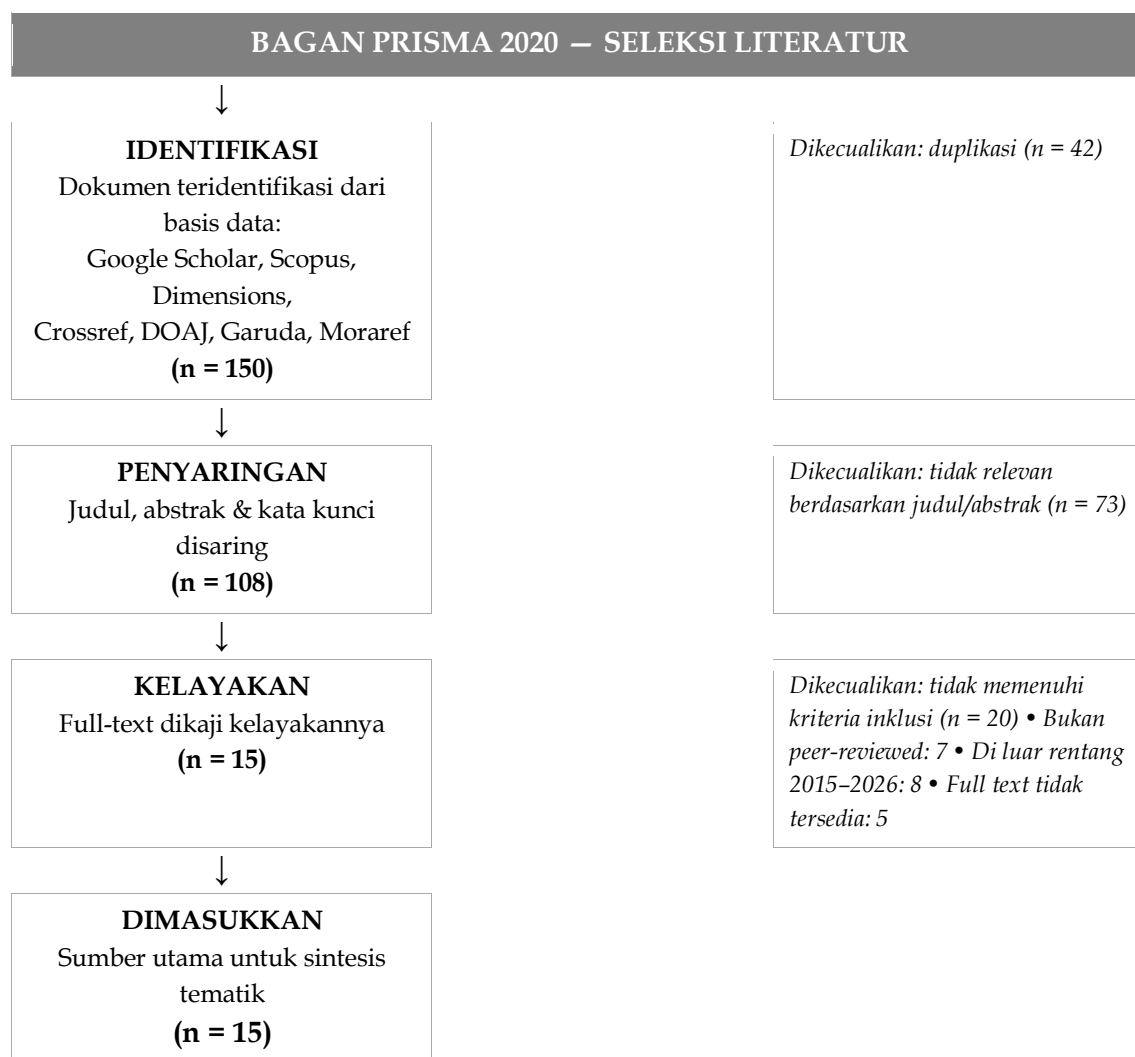 BAGAN PRISMA 2020 — SELEKSI LITERATUR
↓
IDENTIFIKASI
Dokumen teridentifikasi dari
basis data:
Google Scholar, Scopus,
Dimensions,
Crossref, DOAJ, Garuda, Moraref
(n = 150)
Dikecualikan: duplikasi (n = 42)
↓
PENYARINGAN
Judul, abstrak & kata kunci
disaring
(n = 108)
Dikecualikan: tidak relevan
berdasarkan judul/abstrak (n = 73)
↓
KELAYAKAN
Full-text dikaji kelayakannya
(n = 15)
Dikecualikan: tidak memenuhi
kriteria inklusi (n = 20) • Bukan
peer-reviewed: 7 • Di luar rentang
2015–2026: 8 • Full text tidak
tersedia: 5
↓
DIMASUKKAN
Sumber utama untuk sintesis
tematik
(n = 15)